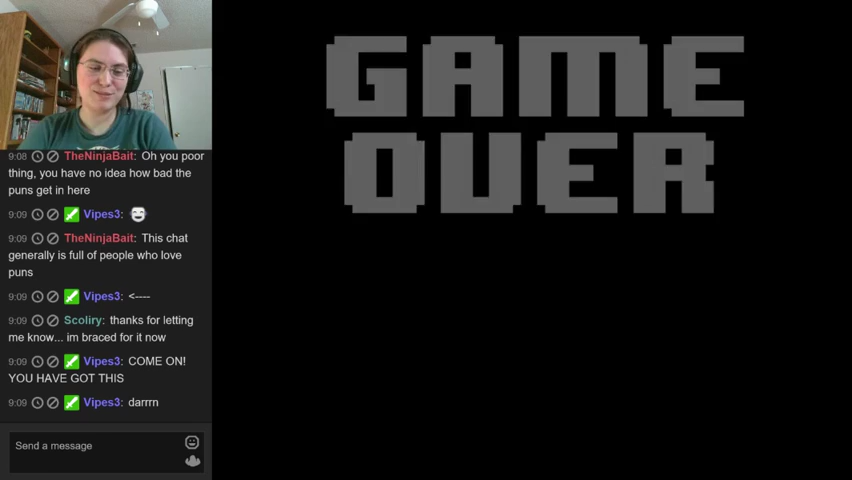 GAME
OVER
9:08 TheNinjaBait: Oh you poor
thing, you have no idea how bad the
puns get in here
9:09 Vipes3:
9:09 TheNinjaBait: This chat
generally is full of people who love
puns
9:09 Vipes3: <----
9:09 Scoliry: thanks for letting
me know... im braced for it now
9:09 Vipes3: COME ON!
YOU HAVE GOT THIS
9:09 Vipes3: darrrn
Send a message